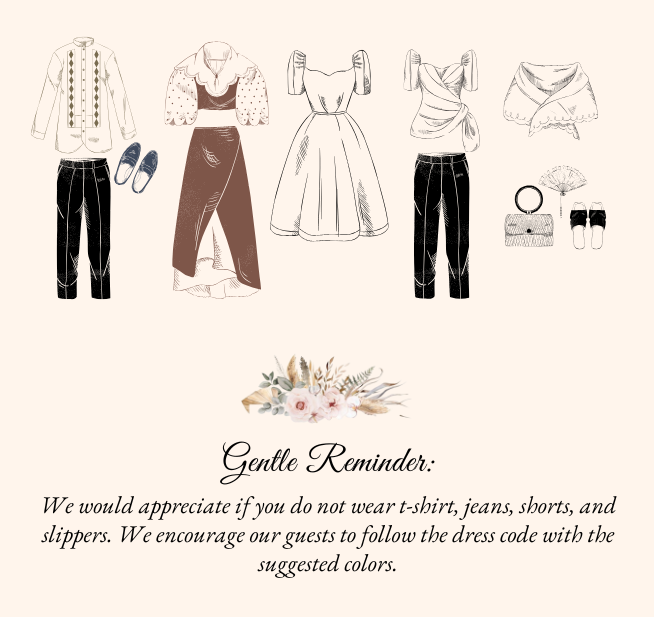 Gentle Reminder:
We would appreciate if you do not wear t-shirt, jeans, shorts, and
slippers. We encourage our guests to follow the dress code with the
suggested colors.